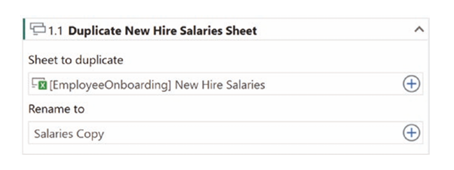 1.1 Duplicate New Hire Salaries Sheet
Sheet to duplicate
[EmployeeOnboarding] New Hire Salaries
Rename to
Salaries Copy